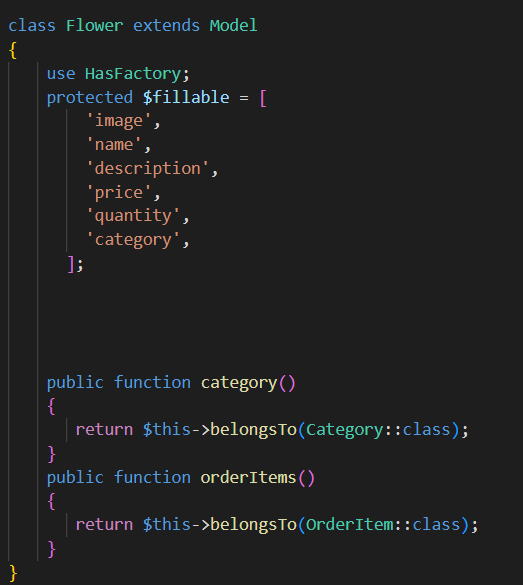 class Flower extends Model
{
    use HasFactory;
    protected $fillable = [
        'image',
        'name',
        'description',
        'price',
        'quantity',
        'category',
      ];
    public function category()
    {
       return $this->belongsTo(Category::class);
    }
    public function orderItems()
    {
       return $this->belongsTo(OrderItem::class);
    }
}